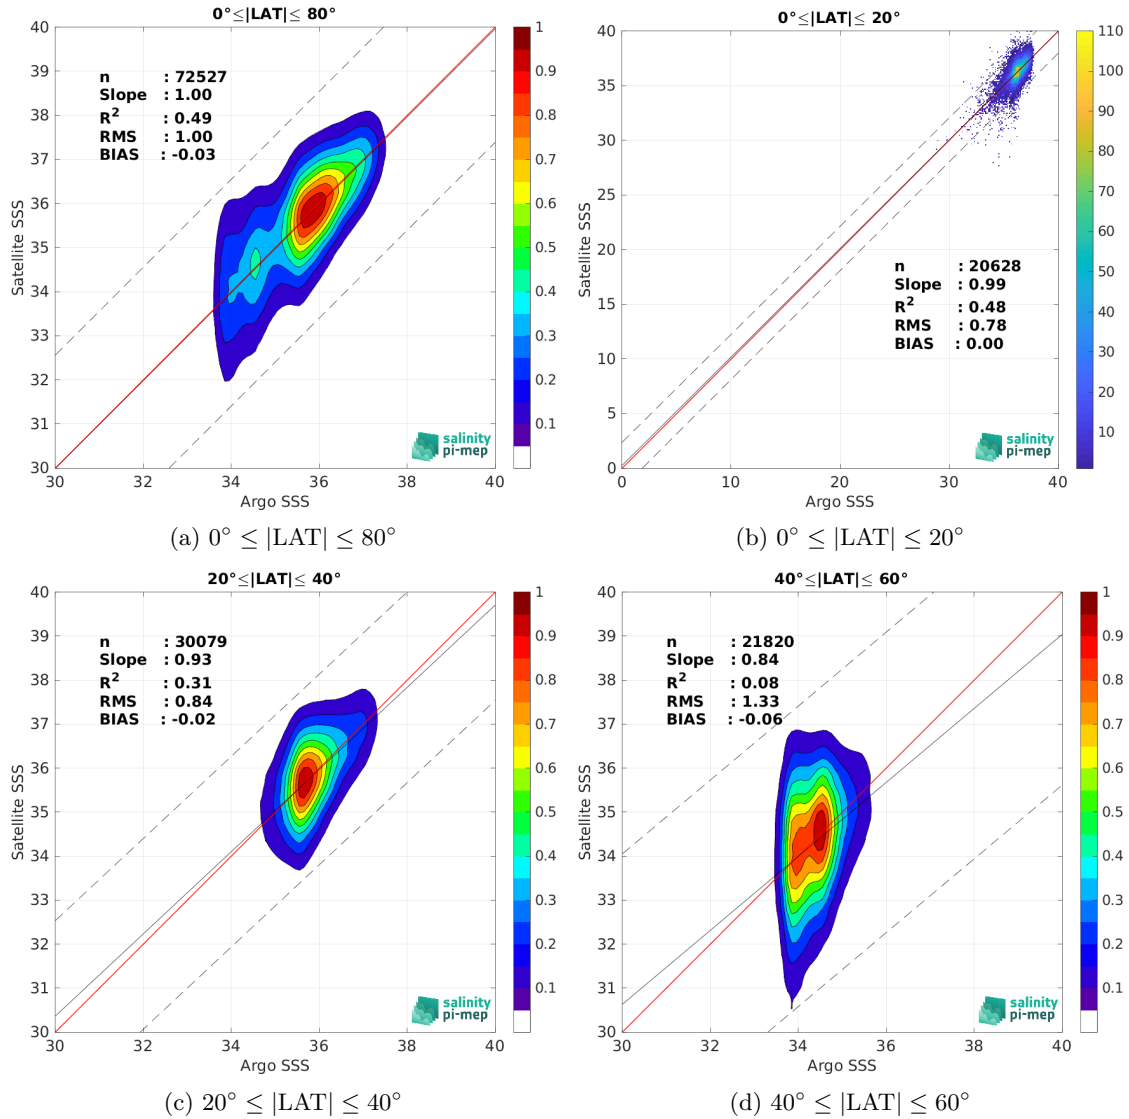 0°≤|LAT|≤ 80°
40
39
38
37
36
35
34
33
32
31
30
Satellite SSS
n : 72527
Slope : 1.00
R² : 0.49
RMS : 1.00
BIAS : -0.03
salinity
pi-mep
30 32 34 36 38 40
Argo SSS
1
0.9
0.8
0.7
0.6
0.5
0.4
0.3
0.2
0.1
(a) 0° ≤ |LAT| ≤ 80°
0°≤|LAT|≤ 20°
40
35
30
25
20
15
10
5
0
Satellite SSS
n : 20628
Slope : 0.99
R² : 0.48
RMS : 0.78
BIAS : 0.00
salinity
pi-mep
0 10 20 30 40
Argo SSS
110
100
90
80
70
60
50
40
30
20
10
(b) 0° ≤ |LAT| ≤ 20°
20°≤|LAT|≤ 40°
40
39
38
37
36
35
34
33
32
31
30
Satellite SSS
n : 30079
Slope : 0.93
R² : 0.31
RMS : 0.84
BIAS : -0.02
salinity
pi-mep
30 32 34 36 38 40
Argo SSS
1
0.9
0.8
0.7
0.6
0.5
0.4
0.3
0.2
0.1
(c) 20° ≤ |LAT| ≤ 40°
40°≤|LAT|≤ 60°
40
39
38
37
36
35
34
33
32
31
30
Satellite SSS
n : 21820
Slope : 0.84
R² : 0.08
RMS : 1.33
BIAS : -0.06
salinity
pi-mep
30 32 34 36 38 40
Argo SSS
1
0.9
0.8
0.7
0.6
0.5
0.4
0.3
0.2
0.1
(d) 40° ≤ |LAT| ≤ 60°